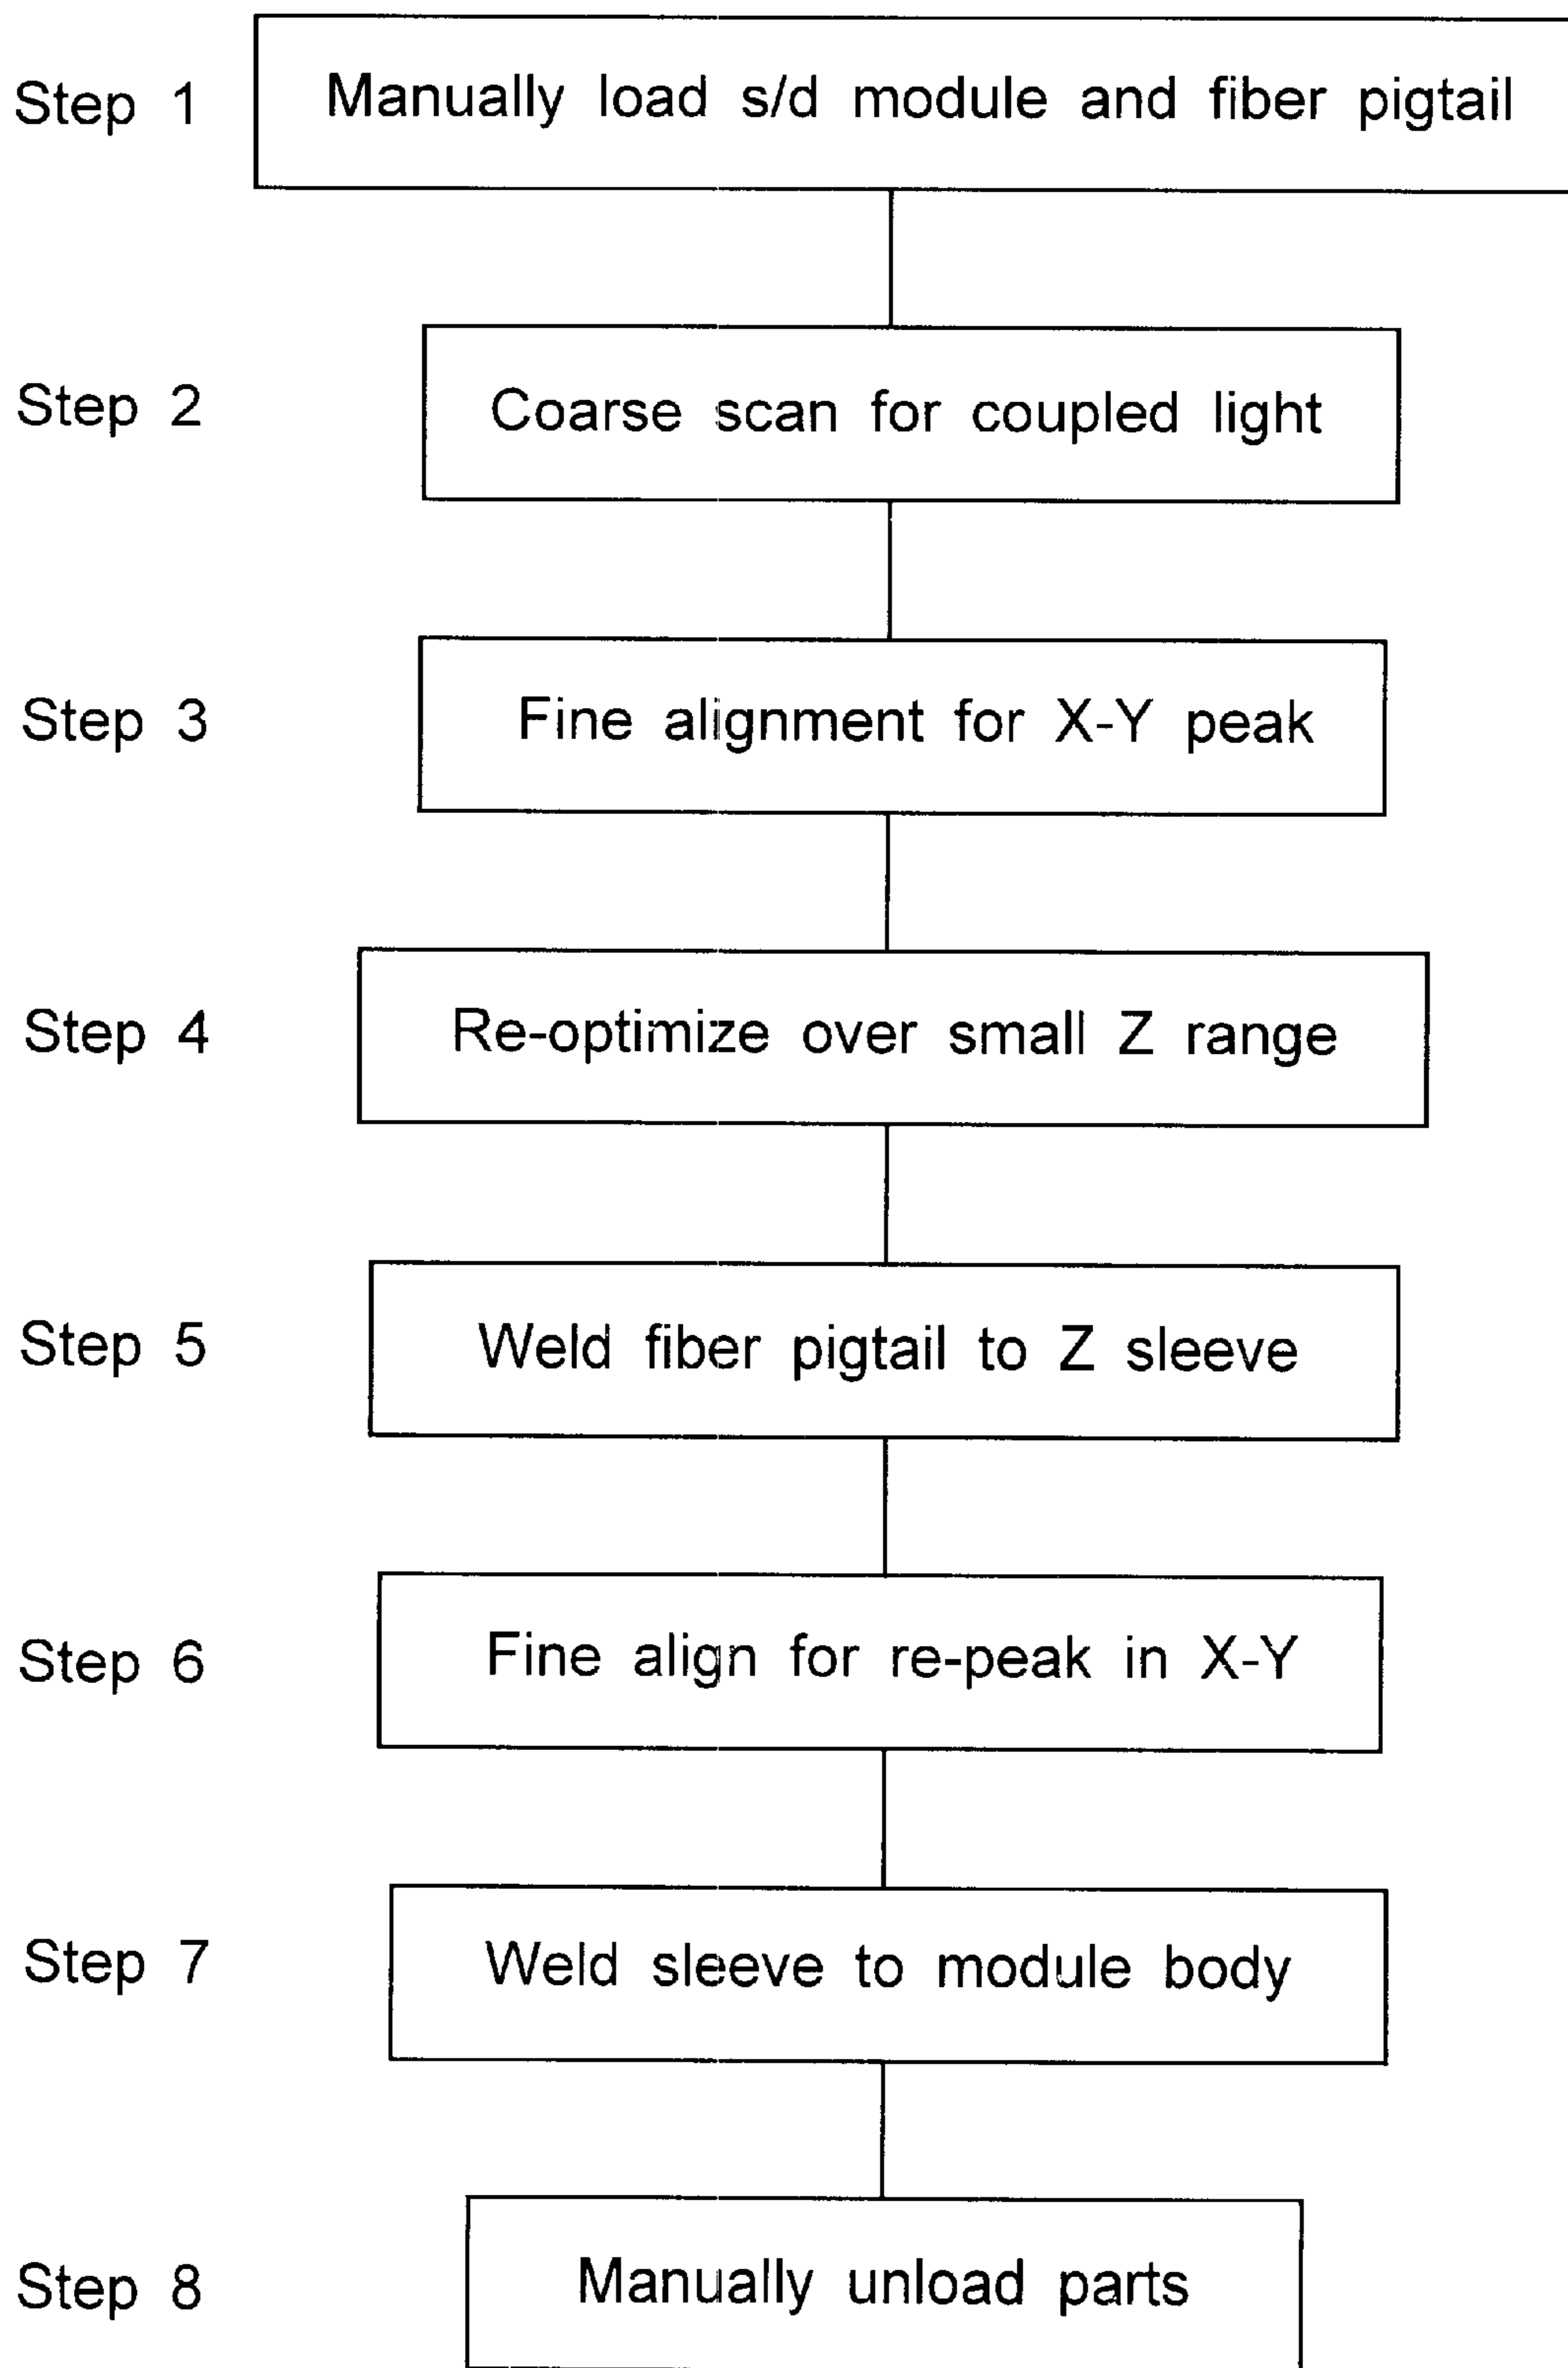 Step 1 Manually load s/d module and fiber pigtail
Step 2 Coarse scan for coupled light
Step 3 Fine alignment for X-Y peak
Step 4 Re-optimize over small Z range
Step 5 Weld fiber pigtail to Z sleeve
Step 6 Fine align for re-peak in X-Y
Step 7 Weld sleeve to module body
Step 8 Manually unload parts